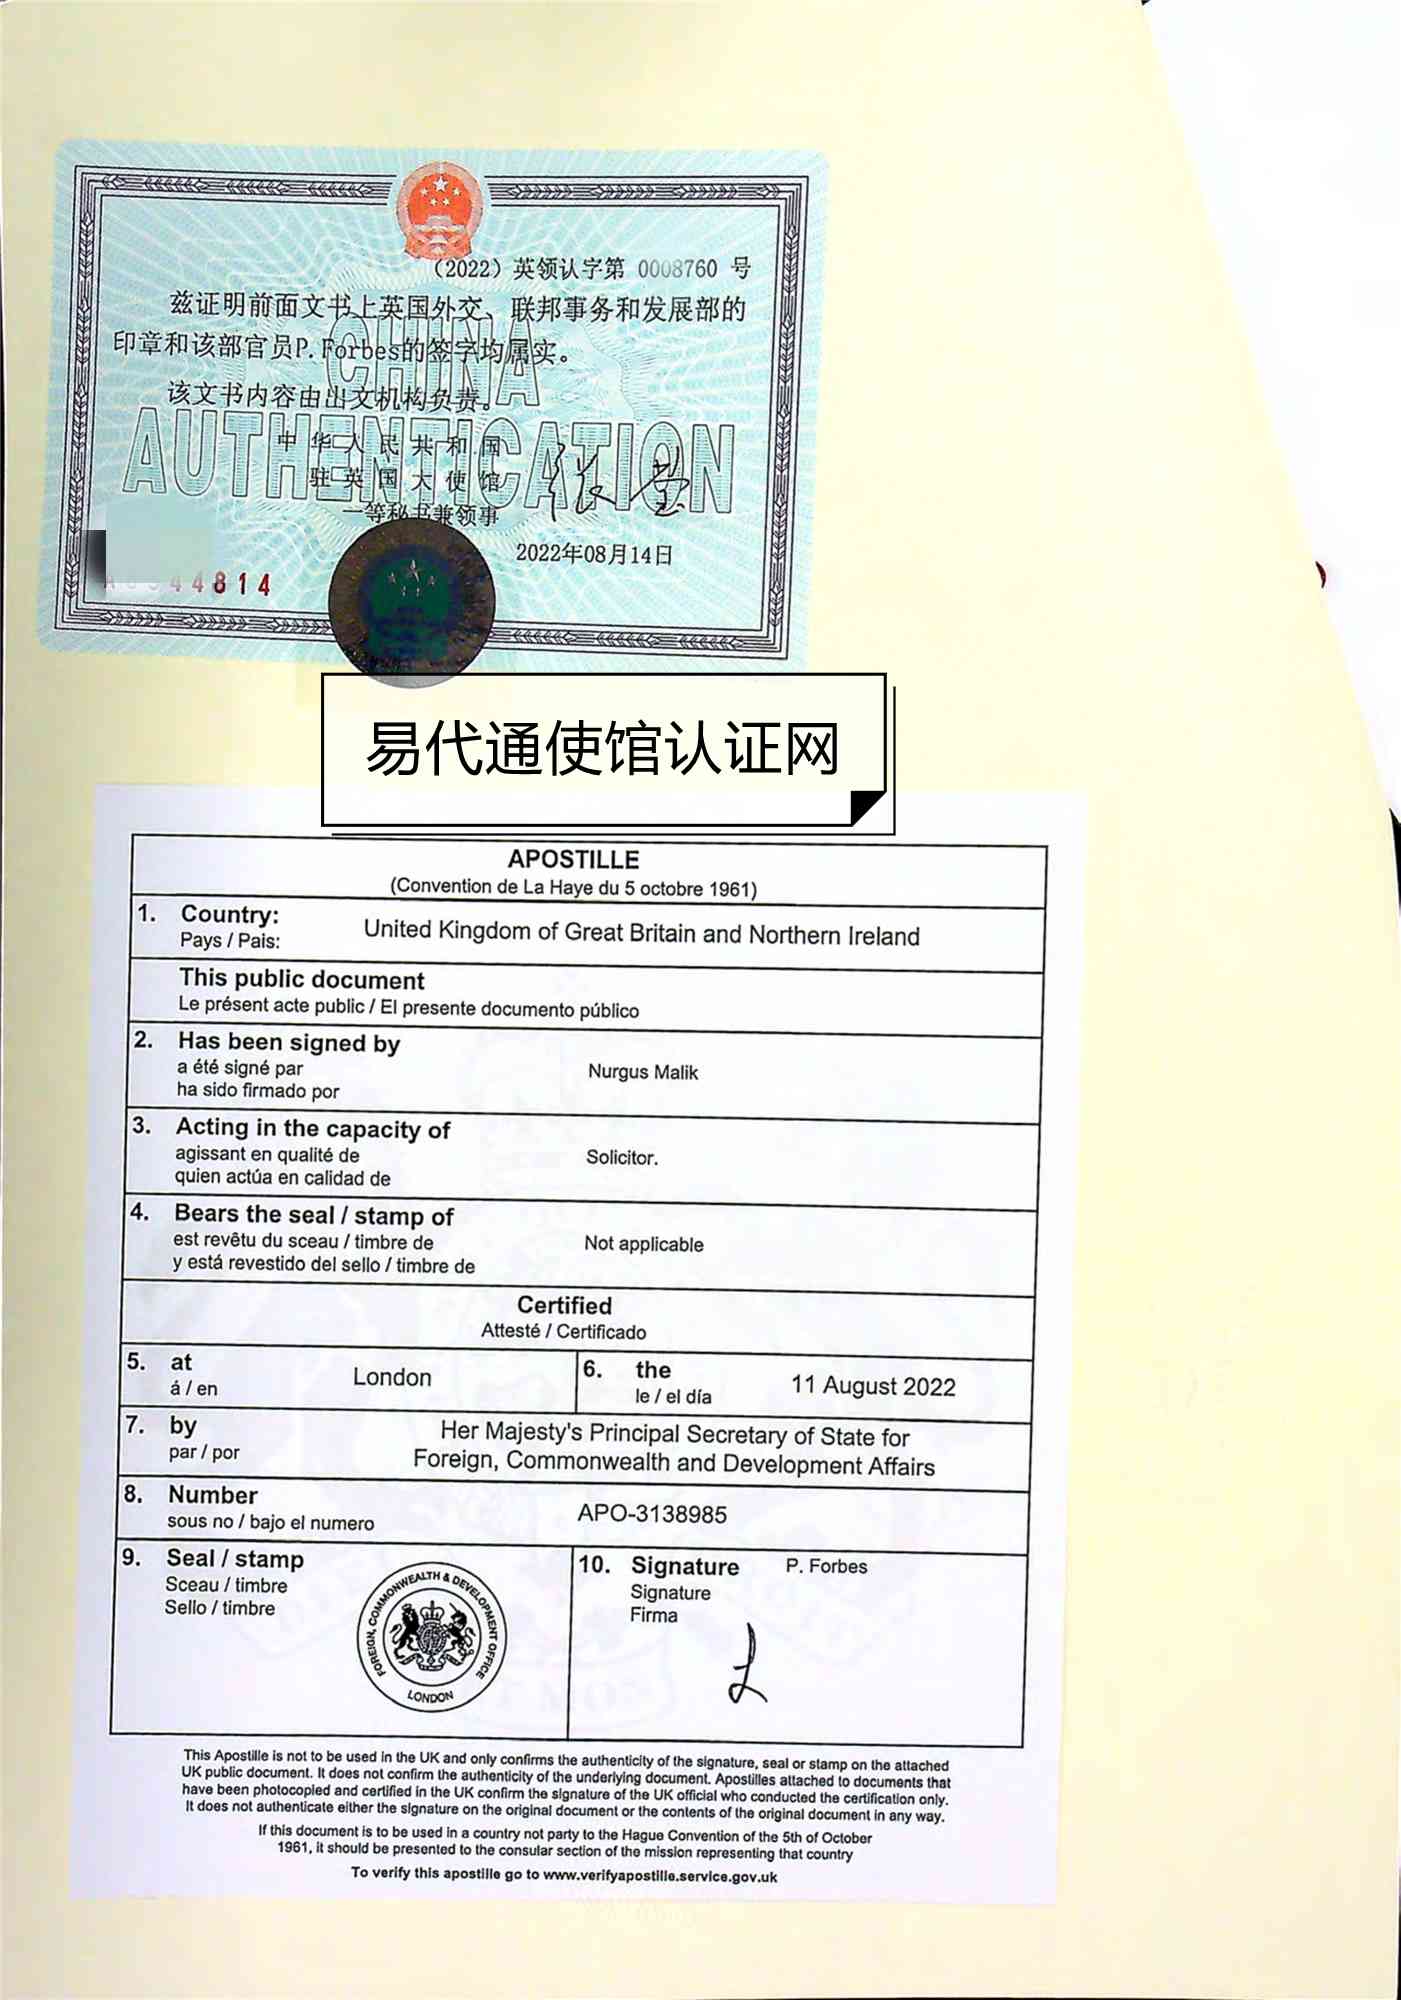 (2022) 英领认字第 0008760 号
兹证明前面文书上英国外交、联邦事务和发展部的
印章和该部官员P. Forbes的签字均属实。
该文书内容由出文机构负责。
CHINA
AUTHENTICATION
中华人民共和国
驻英国大使馆
一等秘书兼领事
2022年08月14日
44814
易代通使馆认证网
APOSTILLE
(Convention de La Haye du 5 octobre 1961)
1. Country: United Kingdom of Great Britain and Northern Ireland
Pays / Pais:
This public document
Le présent acte public / El presente documento público
2. Has been signed by
a été signé par Nurgus Malik
ha sido firmado por
3. Acting in the capacity of
agissant en qualité de Solicitor.
quien actúa en calidad de
4. Bears the seal / stamp of
est revêtu du sceau / timbre de Not applicable
y está revestido del sello / timbre de
Certified
Attesté / Certificado
5. at London 6. the 11 August 2022
á / en le / el día
7. by Her Majesty's Principal Secretary of State for
par / por Foreign, Commonwealth and Development Affairs
8. Number APO-3138985
sous no / bajo el numero
9. Seal / stamp 10. Signature P. Forbes
Sceau / timbre Signature
Sello / timbre Firma
FOREIGN, COMMONWEALTH & DEVELOPMENT OFFICE
LONDON
This Apostille is not to be used in the UK and only confirms the authenticity of the signature, seal or stamp on the attached
UK public document. It does not confirm the authenticity of the underlying document. Apostilles attached to documents that
have been photocopied and certified in the UK confirm the signature of the UK official who conducted the certification only.
It does not authenticate either the signature on the original document or the contents of the original document in any way.
If this document is to be used in a country not party to the Hague Convention of the 5th of October
1961, it should be presented to the consular section of the mission representing that country
To verify this apostille go to www.verifyapostille.service.gov.uk